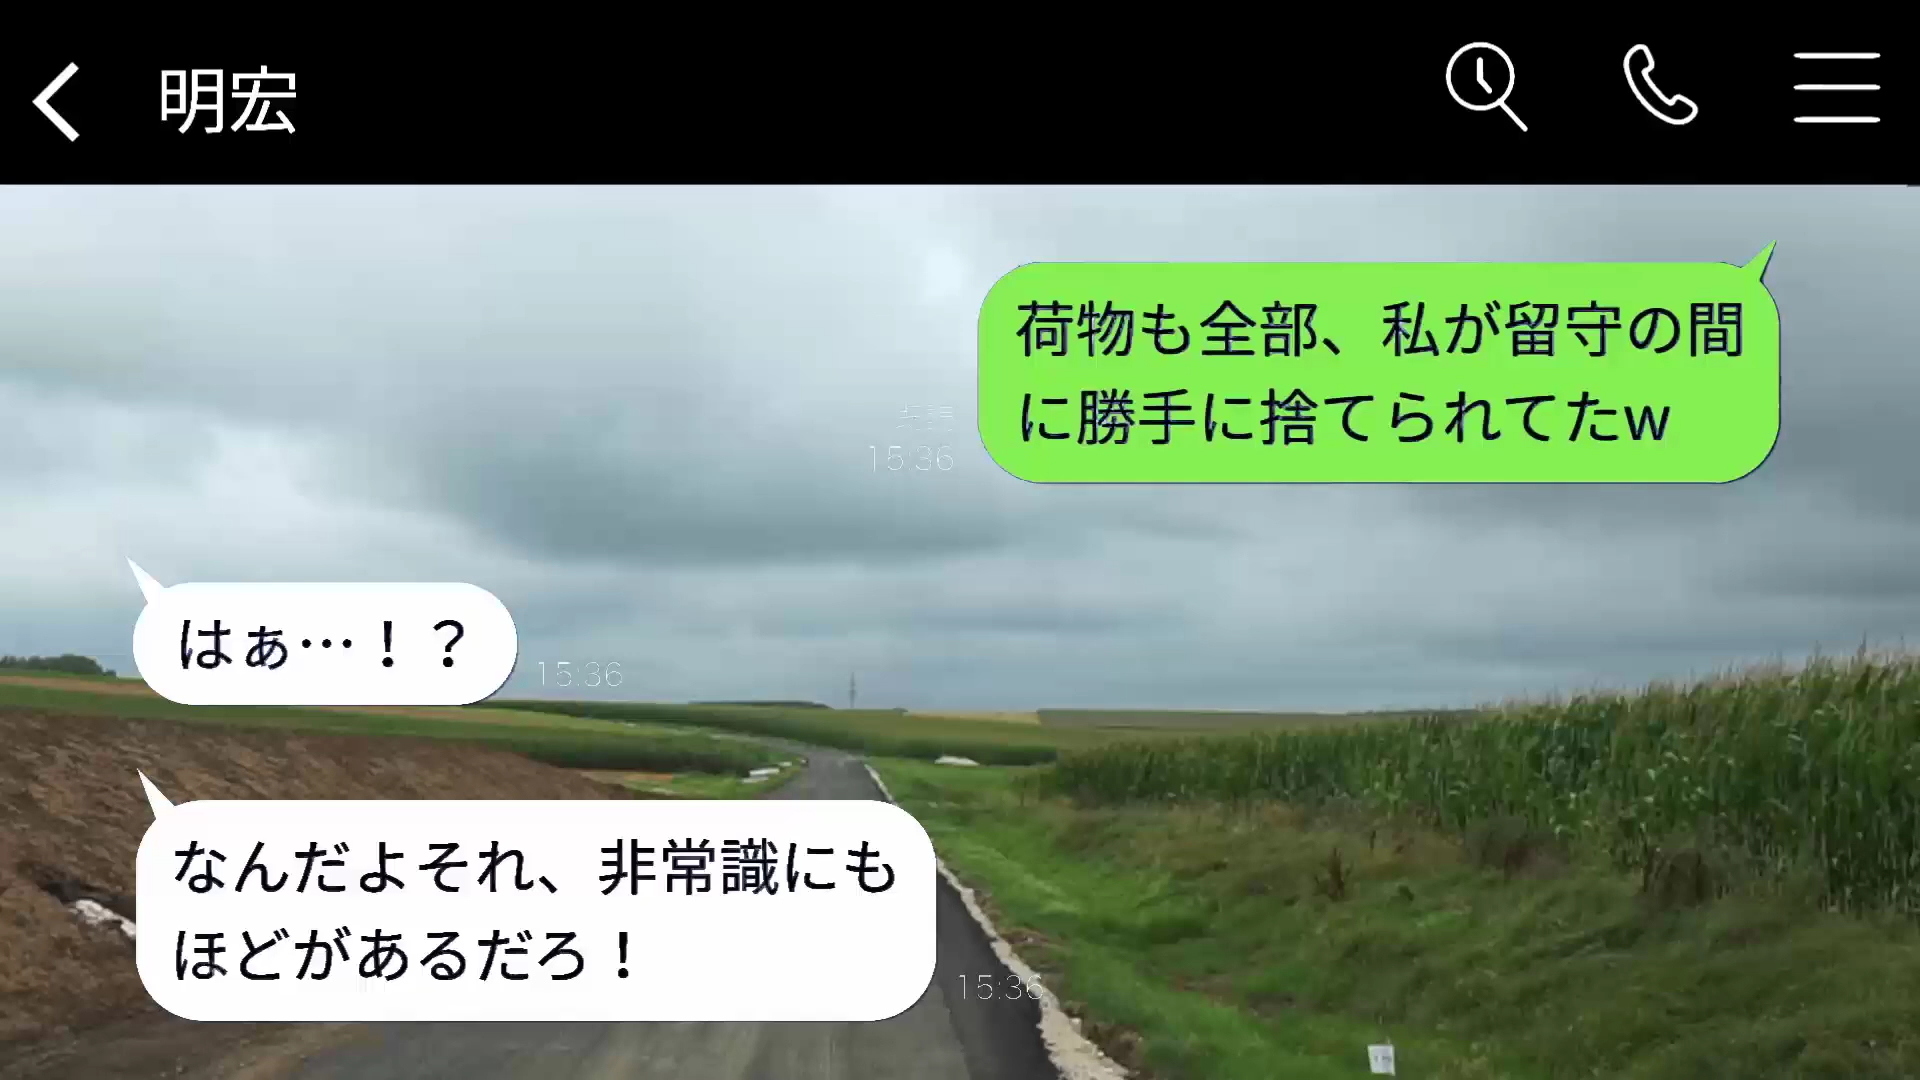 明宏
荷物も全部、私が留守の間
に勝手に捨てられてたw
既読
15:36
はぁ…！？
15:36
なんだよそれ、非常識にも
ほどがあるだろ！
15:36